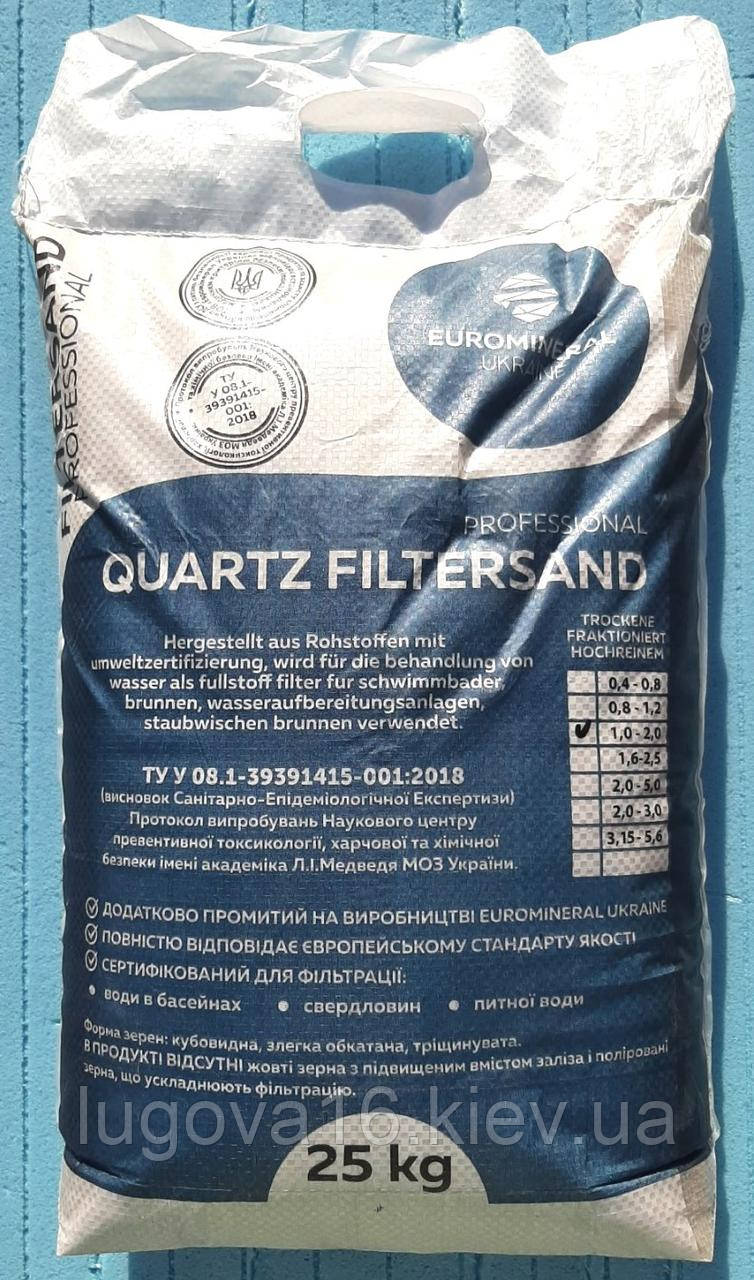 FILTERSAND
PROFESSIONAL
EUROMINERAL
UKRAINE
ТУ
У 08.1-
39391415-
001:
2018
PROFESSIONAL
QUARTZ FILTERSAND
Hergestellt aus Rohstoffen mit
umweltzertifizierung, wird für die behandlung von
wasser als fullstoff filter fur schwimmbader,
brunnen, wasseraufbereitungsanlagen,
staubwischen brunnen verwendet.
TROCKENE
FRAKTIONIERT
HOCHREINEM
0,4 - 0,8
0,8 - 1,2
1,0 - 2,0
1,6-2,5
2,0 - 5,0
2,0 - 3,0
3,15 - 5,6
ТУ У 08.1-39391415-001:2018
(висновок Санітарно-Епідеміологічної Експертизи)
Протокол випробувань Наукового центру
превентивної токсикології, харчової та хімічної
безпеки імені академіка Л.І.Медведя МОЗ України.
ДОДАТКОВО ПРОМИТИЙ НА ВИРОБНИЦТВІ EUROMINERAL UKRAINE
ПОВНІСТЮ ВІДПОВІДАЄ ЄВРОПЕЙСЬКОМУ СТАНДАРТУ ЯКОСТІ
СЕРТИФІКОВАНИЙ ДЛЯ ФІЛЬТРАЦІЇ:
• води в басейнах • свердловин • питної води
Форма зерен: кубовидна, злегка обкатана, тріщинувата.
В ПРОДУКТІ ВІДСУТНІ жовті зерна з підвищеним вмістом заліза і поліровані
зерна, що ускладнюють фільтрацію.
lugova16.kiev.ua
25 kg